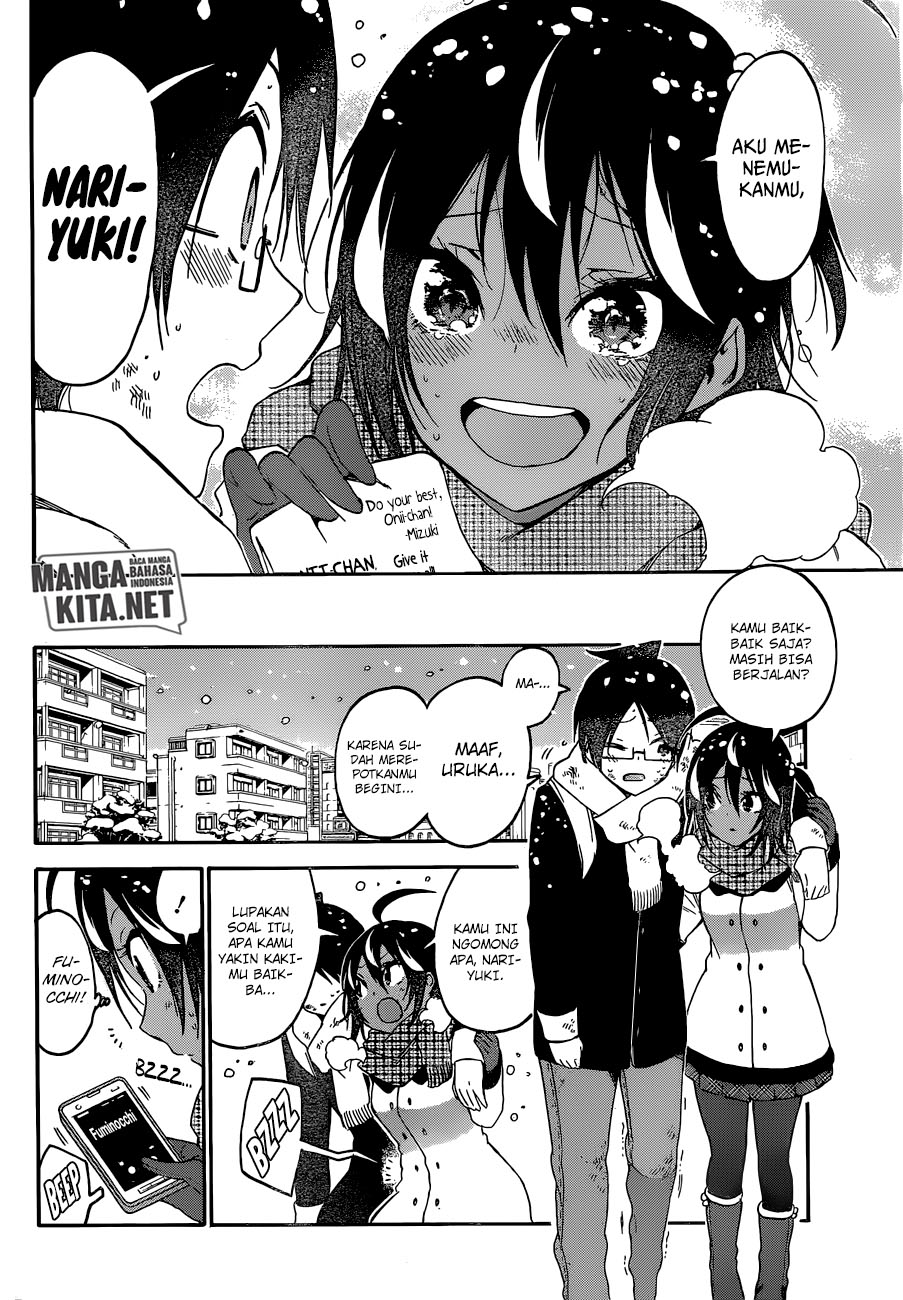 AKU ME-
NEMU-
KANMU,
NARI-
YUKI!
Do your best,
Onii-chan!
-Mizuki
Give it
MANGA
KITA.NET
BACA MANGA
BAHASA
INDONESIA
KAMU BAIK-
BAIK SAJA?
MASIH BISA
BERJALAN?
MA-...
MAAF,
URUKA...
KARENA SU-
DAH MERE-
POTKANMU
BEGINI...
KAMU INI
NGOMONG
APA, NARI-
YUKI.
LUPAKAN
SOAL ITU,
APA KAMU
YAKIN KAKI-
MU BAIK-
BA...
BZZZ
!
FU-
MINO-
CCHI!
BZZZ...
Fuminocchi
BEEP